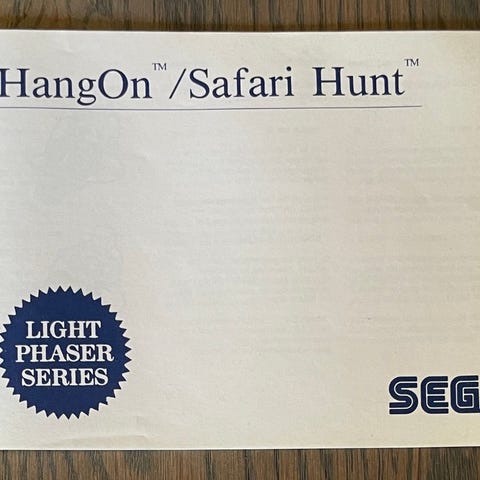 HangOn™/Safari Hunt™
LIGHT
PHASER
SERIES
SEG